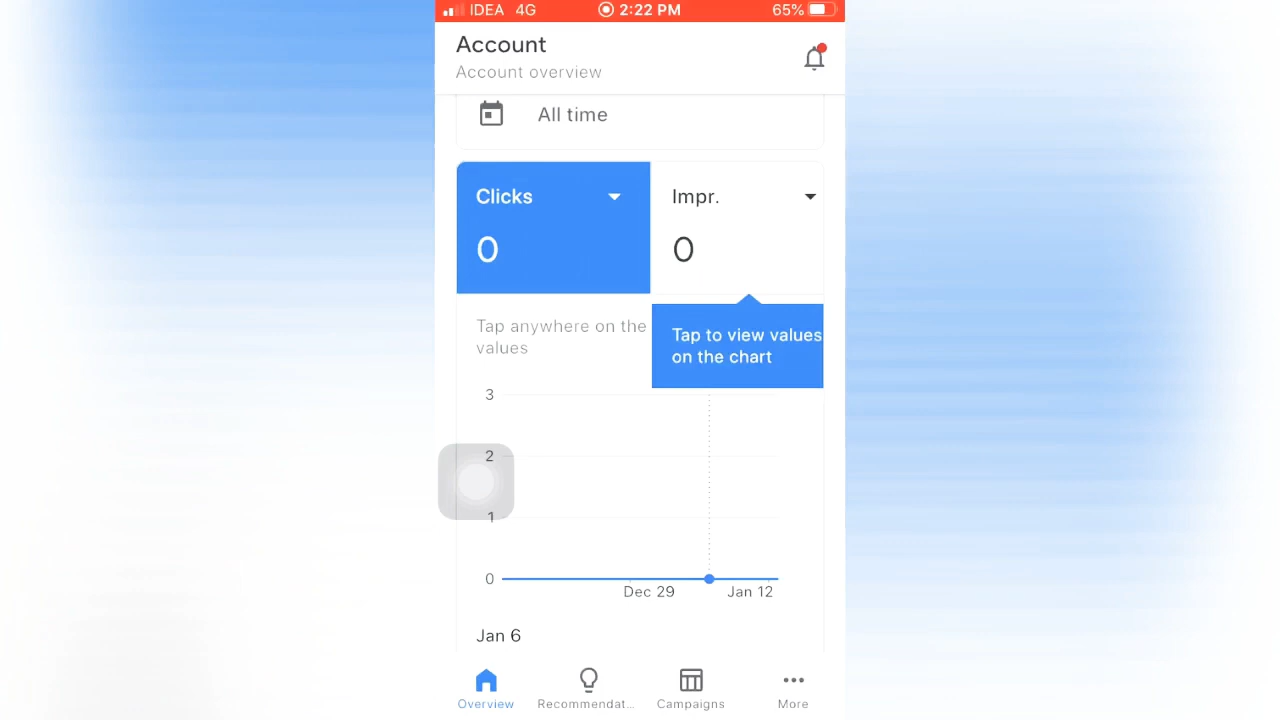 IDEA 4G 2:22 PM 65%
Account
Account overview
All time
Clicks Impr.
0 0
Tap anywhere on the
values
Tap to view values
on the chart
3
2
1
0
Dec 29 Jan 12
Jan 6
Overview Recommendat... Campaigns More